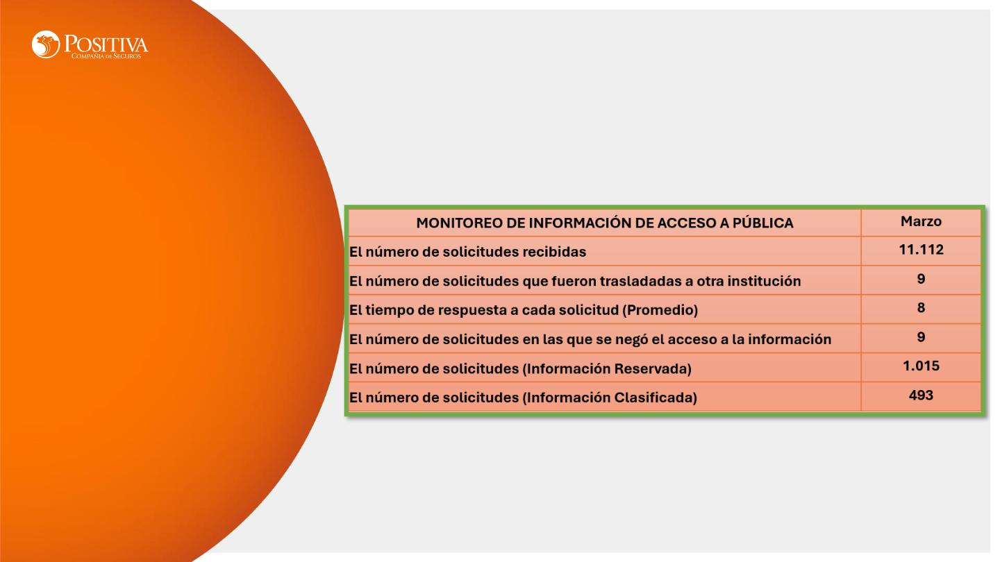 POSITIVA
COMPAÑIA DE SEGUROS
MONITOREO DE INFORMACIÓN DE ACCESO A PÚBLICA Marzo
El número de solicitudes recibidas 11.112
El número de solicitudes que fueron trasladadas a otra institución 9
El tiempo de respuesta a cada solicitud (Promedio) 8
El número de solicitudes en las que se negó el acceso a la información 9
El número de solicitudes (Información Reservada) 1.015
El número de solicitudes (Información Clasificada) 493